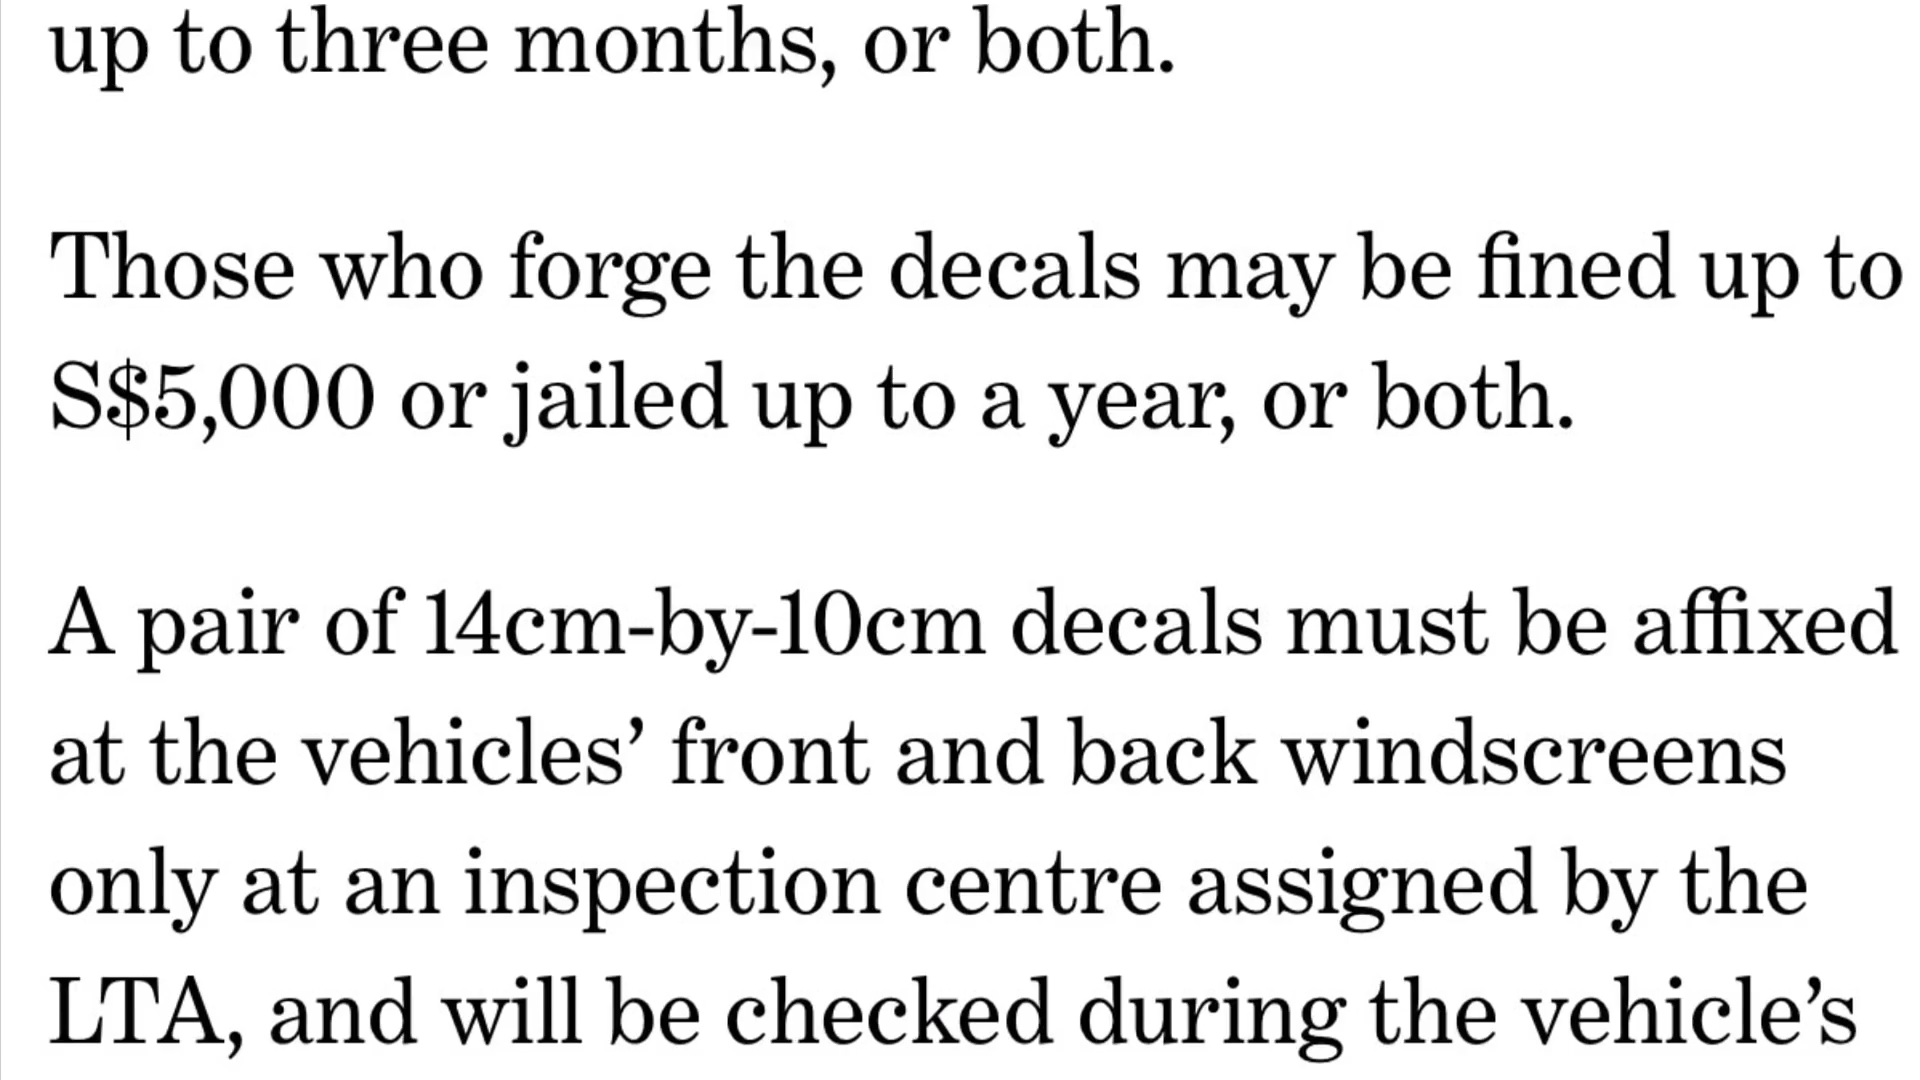 up to three months, or both.
Those who forge the decals may be fined up to
S$5,000 or jailed up to a year, or both.
A pair of 14cm-by-10cm decals must be affixed
at the vehicles’ front and back windscreens
only at an inspection centre assigned by the
LTA, and will be checked during the vehicle’s